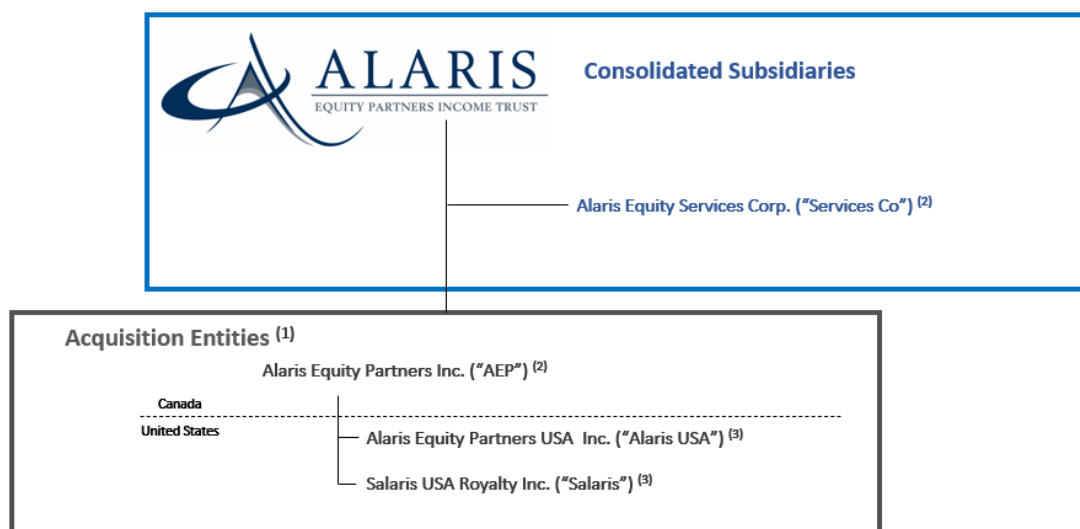 ALARIS
EQUITY PARTNERS INCOME TRUST
Consolidated Subsidiaries
Alaris Equity Services Corp. ("Services Co") (2)
Acquisition Entities (1)
Alaris Equity Partners Inc. ("AEP") (2)
Canada
United States
Alaris Equity Partners USA Inc. ("Alaris USA") (3)
Salaris USA Royalty Inc. ("Salaris") (3)